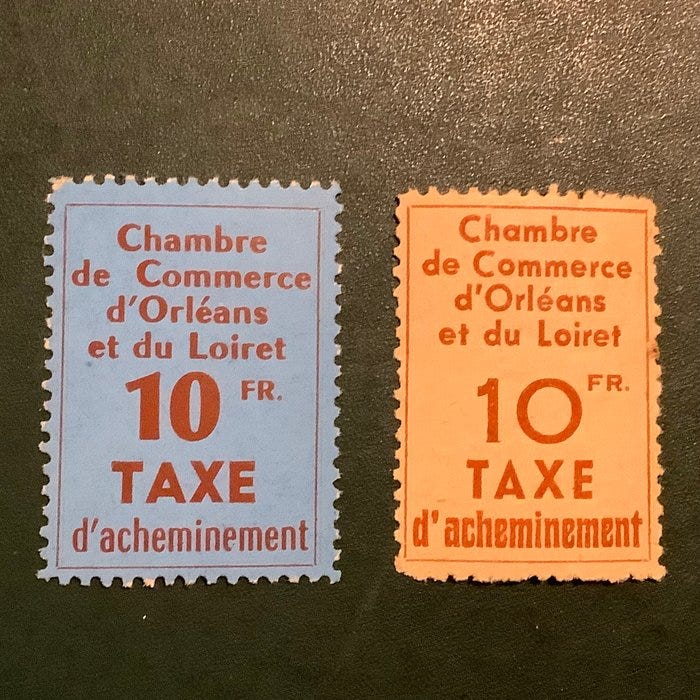 Chambre
de Commerce
d'Orléans
et du Loiret
10 FR.
TAXE
d'acheminement
Chambre
de Commerce
d'Orléans
et du Loiret
10 FR.
TAXE
d'acheminement